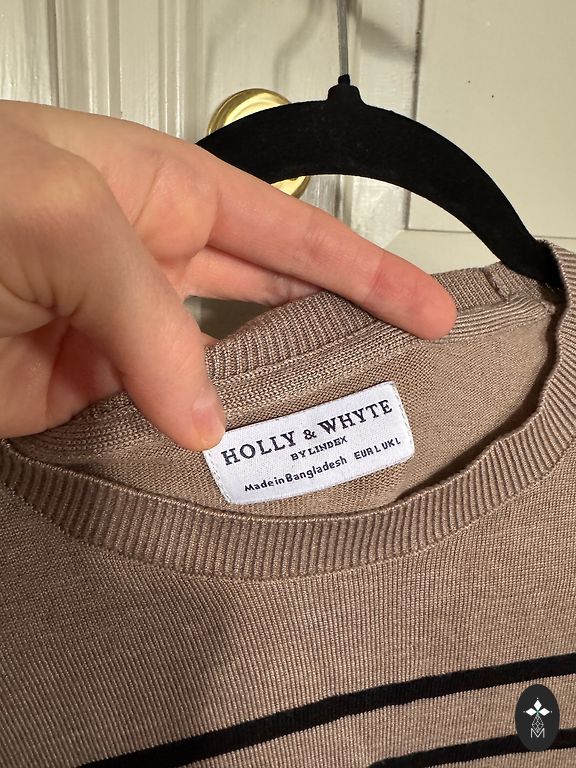 HOLLY & WHYTE
BY LINDEX
Made in Bangladesh EUR L UK L
M